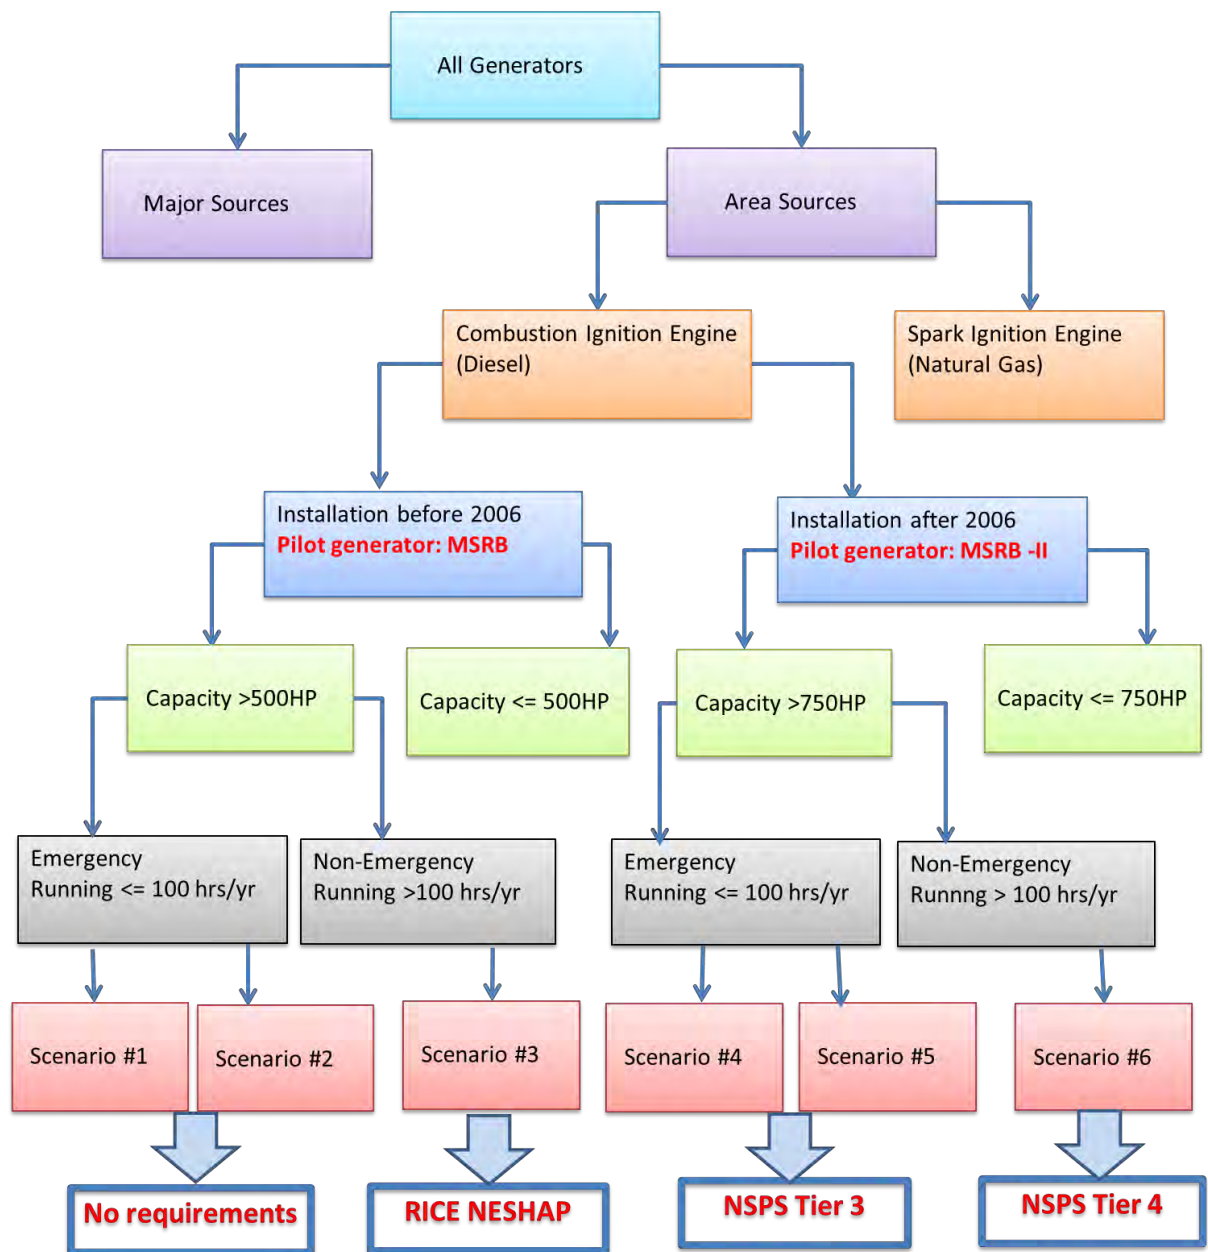 All Generators
Major Sources
Area Sources
Combustion Ignition Engine
(Diesel)
Spark Ignition Engine
(Natural Gas)
Installation before 2006
Pilot generator: MSRB
Installation after 2006
Pilot generator: MSRB -II
Capacity >500HP
Capacity <= 500HP
Capacity >750HP
Capacity <= 750HP
Emergency
Running <= 100 hrs/yr
Non-Emergency
Running >100 hrs/yr
Emergency
Running <= 100 hrs/yr
Non-Emergency
Runnng > 100 hrs/yr
Scenario #1
Scenario #2
Scenario #3
Scenario #4
Scenario #5
Scenario #6
No requirements
RICE NESHAP
NSPS Tier 3
NSPS Tier 4